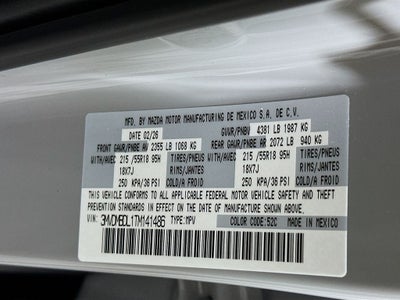 MFD. BY MAZDA MOTOR MANUFACTURING DE MEXICO S.A. DE C.V.
DATE 02/26 GVWR/PNBV 4381 LB 1987 KG
FRONT GAWR/PNBE AV 2355 LB 1068 KG REAR GAWR/PNBE AR 2072 LB 940 KG
WITH/AVEC 215 /55R18 95H TIRES/PNEUS WITH/AVEC 215 /55R18 95H TIRES/PNEUS
18X7J RIMS/JANTES 18X7J RIMS/JANTES
250 KPA/36 PSI COLD/FROID 250 KPA/36 PSI COLD/FROID
THIS VEHICLE CONFORMS TO ALL APPLICABLE FEDERAL MOTOR VEHICLE SAFETY AND THEFT
PREVENTION STANDARDS IN EFFECT ON THE DATE OF MANUFACTURE SHOWN ABOVE.
VIN: 3MVDMBDL1TM141486 TYPE: MPV
COLOR CODE: 52C